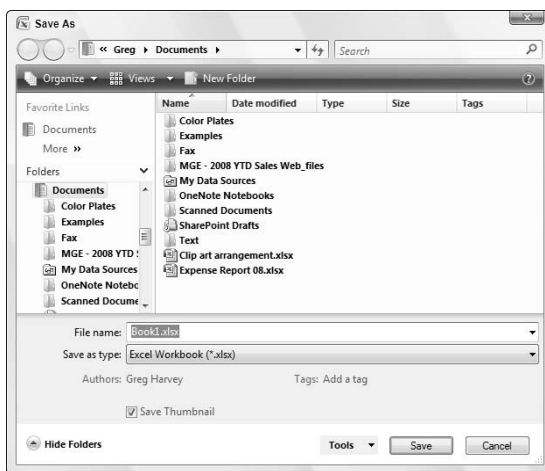 Save As
« Greg ▸ Documents ▸
Search
Organize
Views
New Folder
Favorite Links
Documents
More »
Folders
Documents
Color Plates
Examples
Fax
MGE - 2008 YTD
My Data Sources
OneNote Notebo
Scanned Docume
Name Date modified Type Size Tags
Color Plates
Examples
Fax
MGE - 2008 YTD Sales Web_files
My Data Sources
OneNote Notebooks
Scanned Documents
SharePoint Drafts
Text
Clip art arrangement.xlsx
Expense Report 08.xlsx
File name: Book1.xlsx
Save as type: Excel Workbook (*.xlsx)
Authors: Greg Harvey Tags: Add a tag
Save Thumbnail
Hide Folders Tools Save Cancel